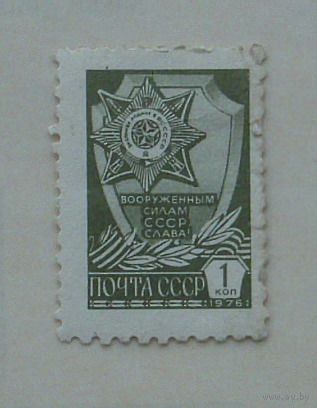 ВООРУЖЕННЫМ
СИЛАМ
СССР
СЛАВА!
1
КОП
ПОЧТА СССР
1976